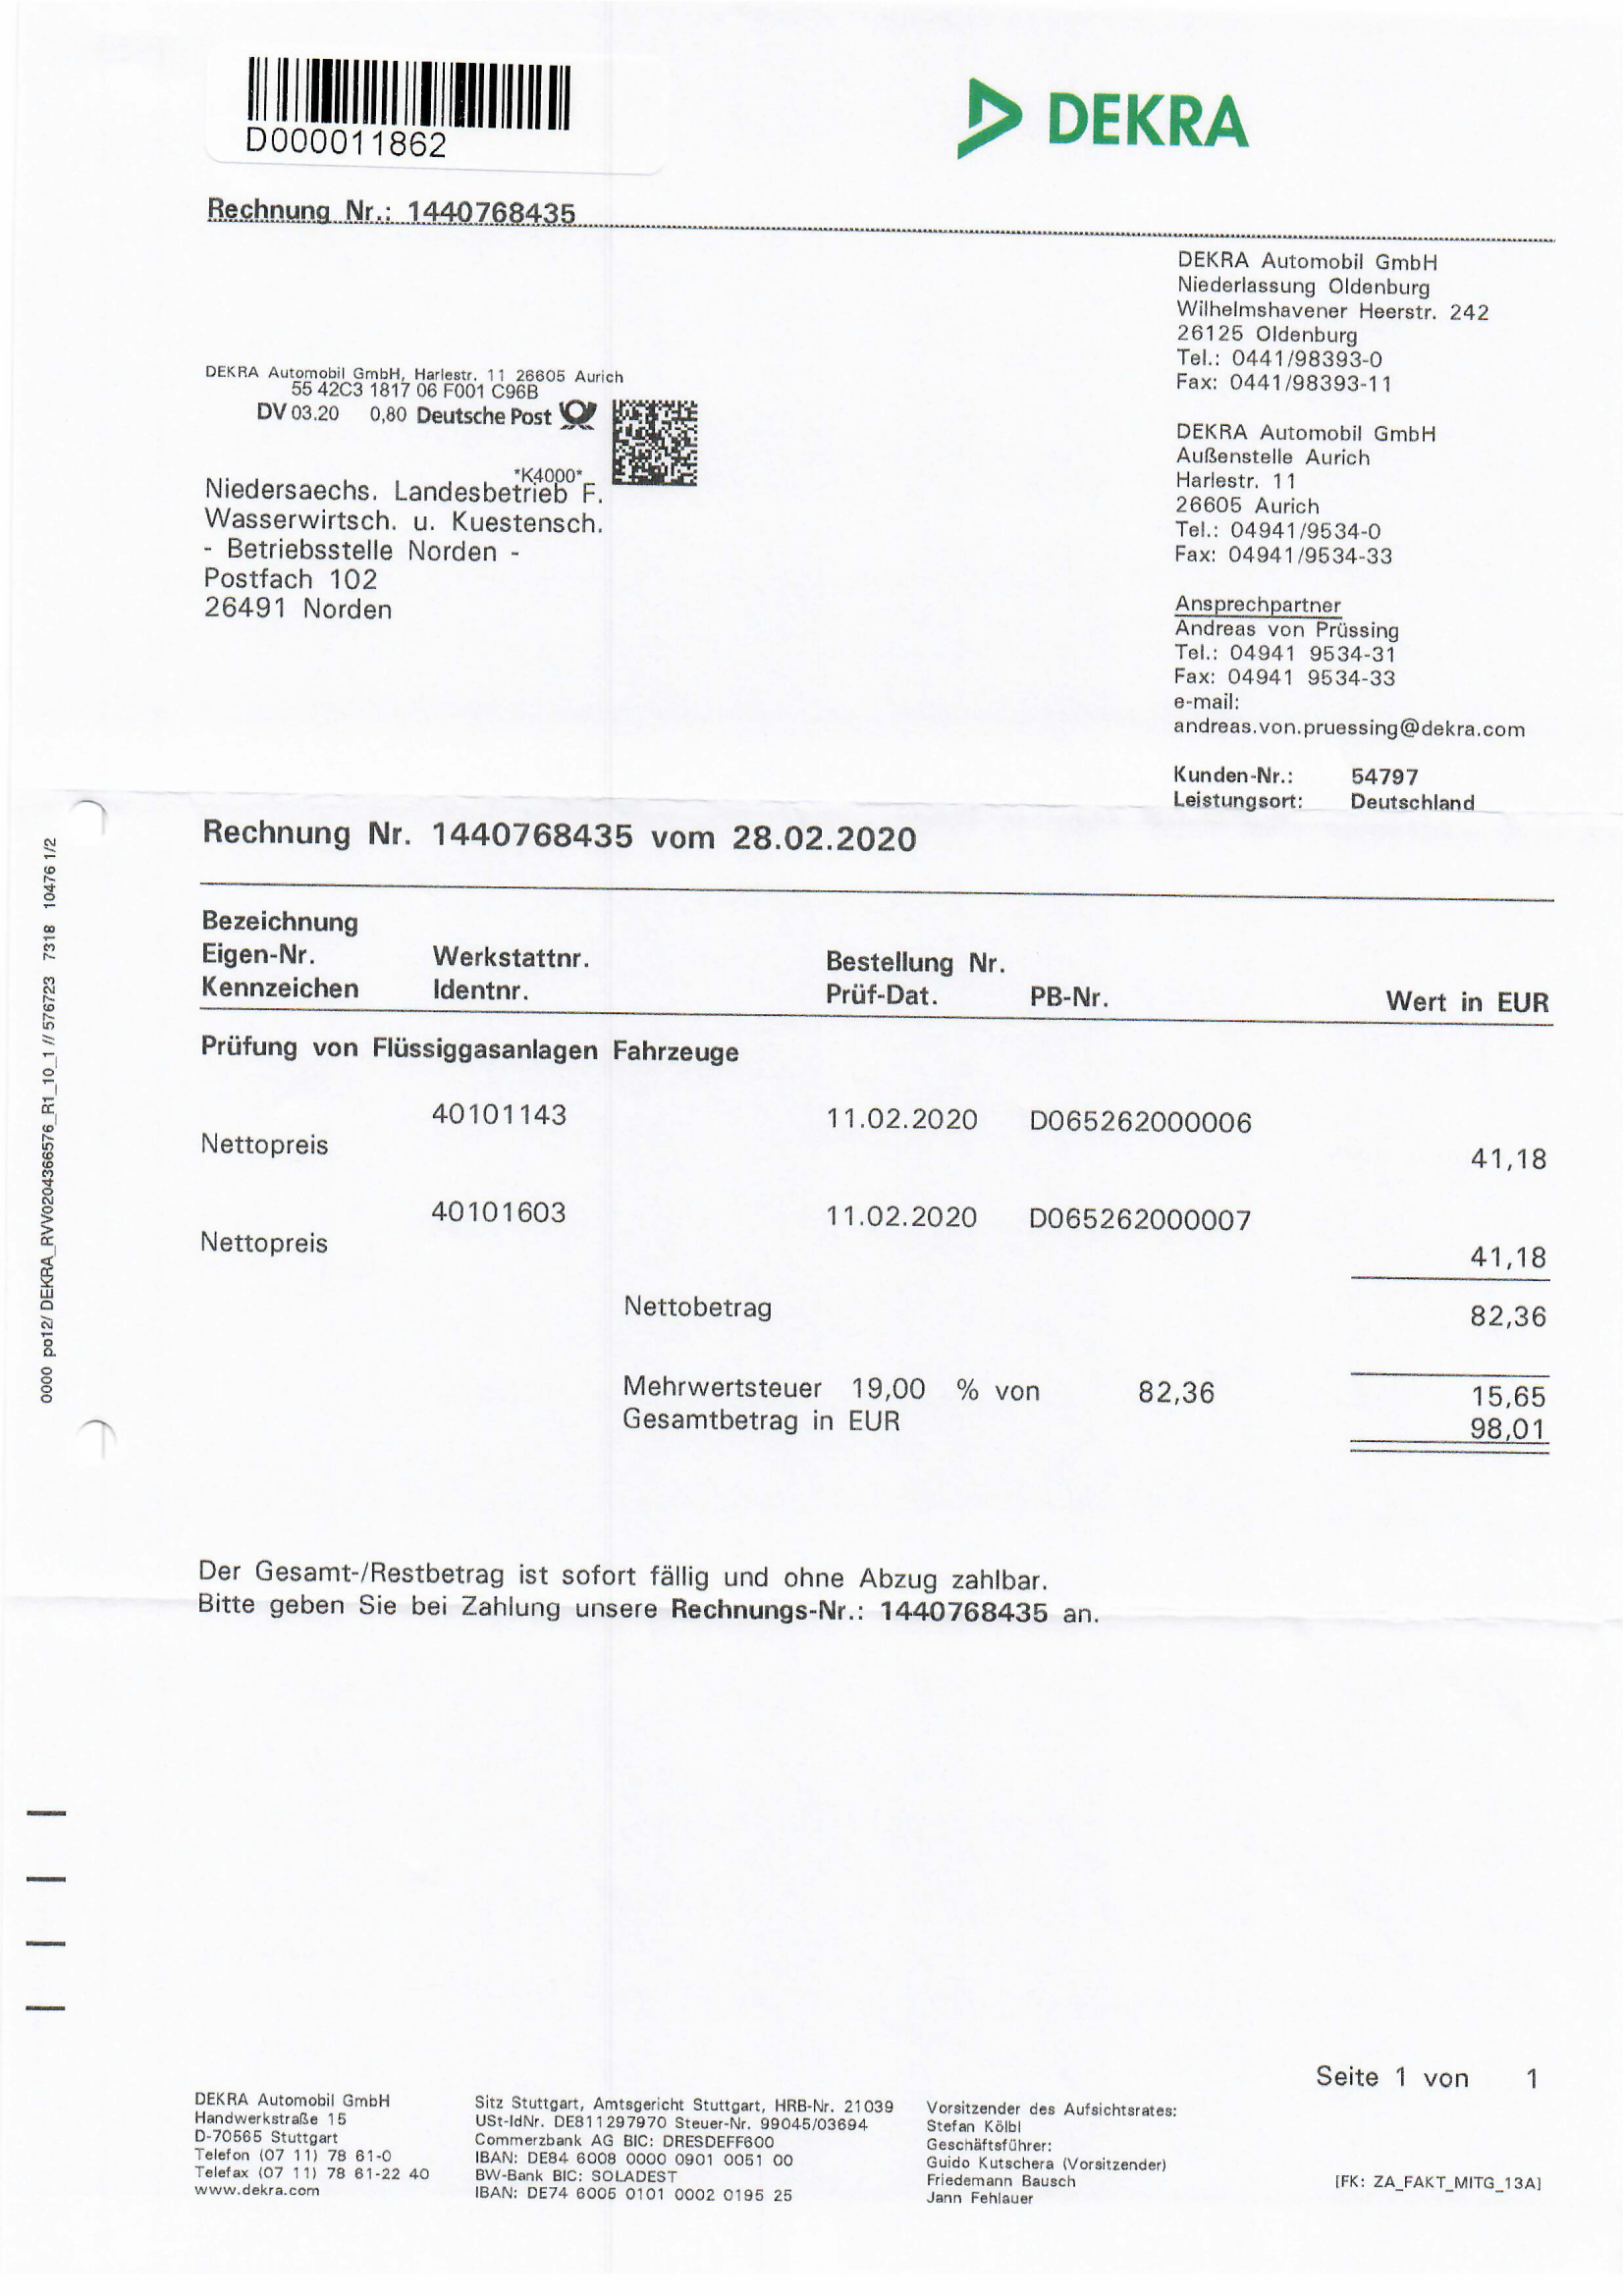 D000011862
DEKRA
Rechnung Nr.: 1440768435
DEKRA Automobil GmbH
Niederlassung Oldenburg
Wilhelmshavener Heerstr. 242
26125 Oldenburg
Tel.: 0441/98393-0
Fax: 0441/98393-11
DEKRA Automobil GmbH, Harlestr. 11 26605 Aurich
55 42C3 1817 06 F001 C96B
DV 03.20 0,80 Deutsche Post
*K4000*
Niedersaechs. Landesbetrieb F.
Wasserwirtsch. u. Kuestensch.
- Betriebsstelle Norden -
Postfach 102
26491 Norden
DEKRA Automobil GmbH
Außenstelle Aurich
Harlestr. 11
26605 Aurich
Tel.: 04941/9534-0
Fax: 04941/9534-33
Ansprechpartner
Andreas von Prüssing
Tel.: 04941 9534-31
Fax: 04941 9534-33
e-mail:
andreas.von.pruessing@dekra.com
Kunden-Nr.: 54797
Leistungsort: Deutschland
Rechnung Nr. 1440768435 vom 28.02.2020
Bezeichnung
Eigen-Nr. Werkstattnr. Bestellung Nr.
Kennzeichen Identnr. Prüf-Dat. PB-Nr. Wert in EUR
Prüfung von Flüssiggasanlagen Fahrzeuge
40101143 11.02.2020 D065262000006
Nettopreis 41,18
40101603 11.02.2020 D065262000007
Nettopreis 41,18
Nettobetrag 82,36
Mehrwertsteuer 19,00 % von 82,36 15,65
Gesamtbetrag in EUR 98,01
Der Gesamt-/Restbetrag ist sofort fällig und ohne Abzug zahlbar.
Bitte geben Sie bei Zahlung unsere Rechnungs-Nr.: 1440768435 an.
0000 po12/ DEKRA_RVV0204366576_R1_10_1 // 576723 7318 10476 1/2
Seite 1 von 1
DEKRA Automobil GmbH
Handwerkstraße 15
D-70565 Stuttgart
Telefon (07 11) 78 61-0
Telefax (07 11) 78 61-22 40
www.dekra.com
Sitz Stuttgart, Amtsgericht Stuttgart, HRB-Nr. 21039
USt-IdNr. DE811297970 Steuer-Nr. 99045/03694
Commerzbank AG BIC: DRESDEFF600
IBAN: DE84 6008 0000 0901 0051 00
BW-Bank BIC: SOLADEST
IBAN: DE74 6005 0101 0002 0195 25
Vorsitzender des Aufsichtsrates:
Stefan Kölbl
Geschäftsführer:
Guido Kutschera (Vorsitzender)
Friedemann Bausch
Jann Fehlauer
[FK: ZA_FAKT_MITG_13A]